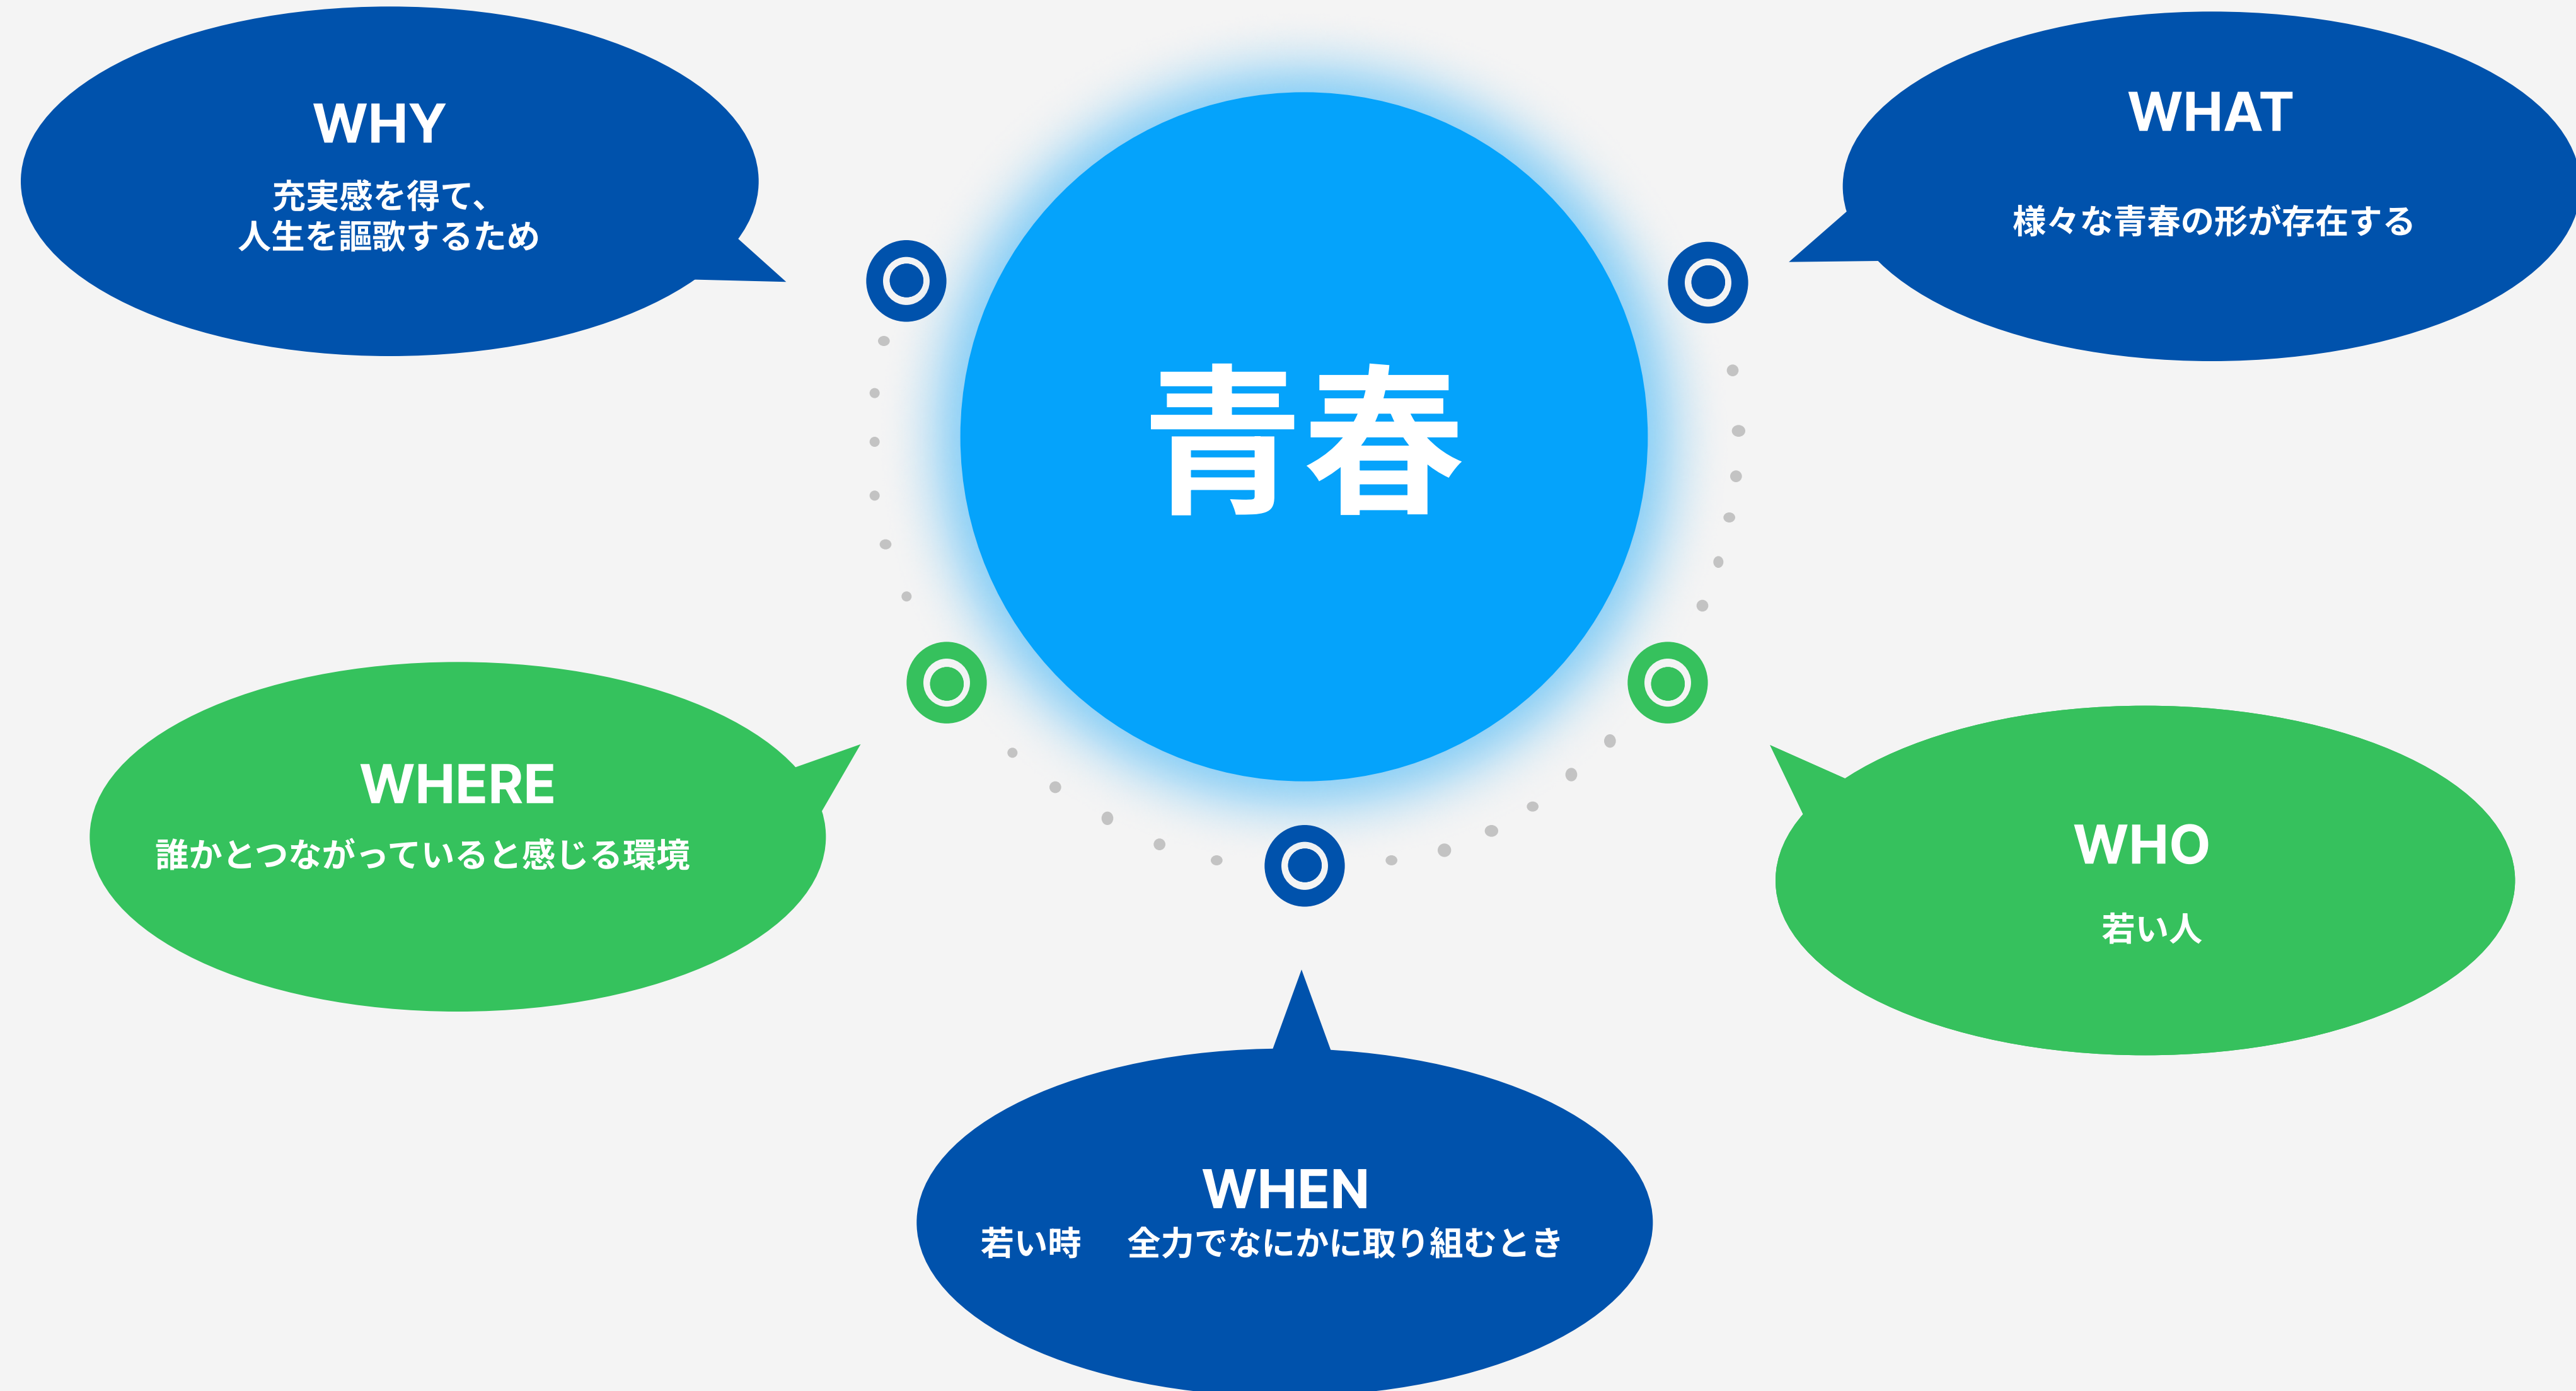 WHY
充実感を得て、
人生を謳歌するため
WHAT
様々な青春の形が存在する
青春
WHERE
誰かとつながっていると感じる環境
WHO
若い人
WHEN
若い時　全力でなにかに取り組むとき